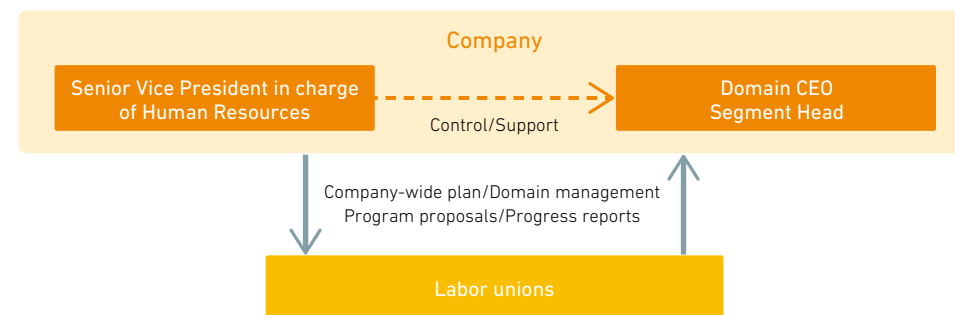 Company
Senior Vice President in charge
of Human Resources
Domain CEO
Segment Head
Control/Support
Company-wide plan/Domain management
Program proposals/Progress reports
Labor unions